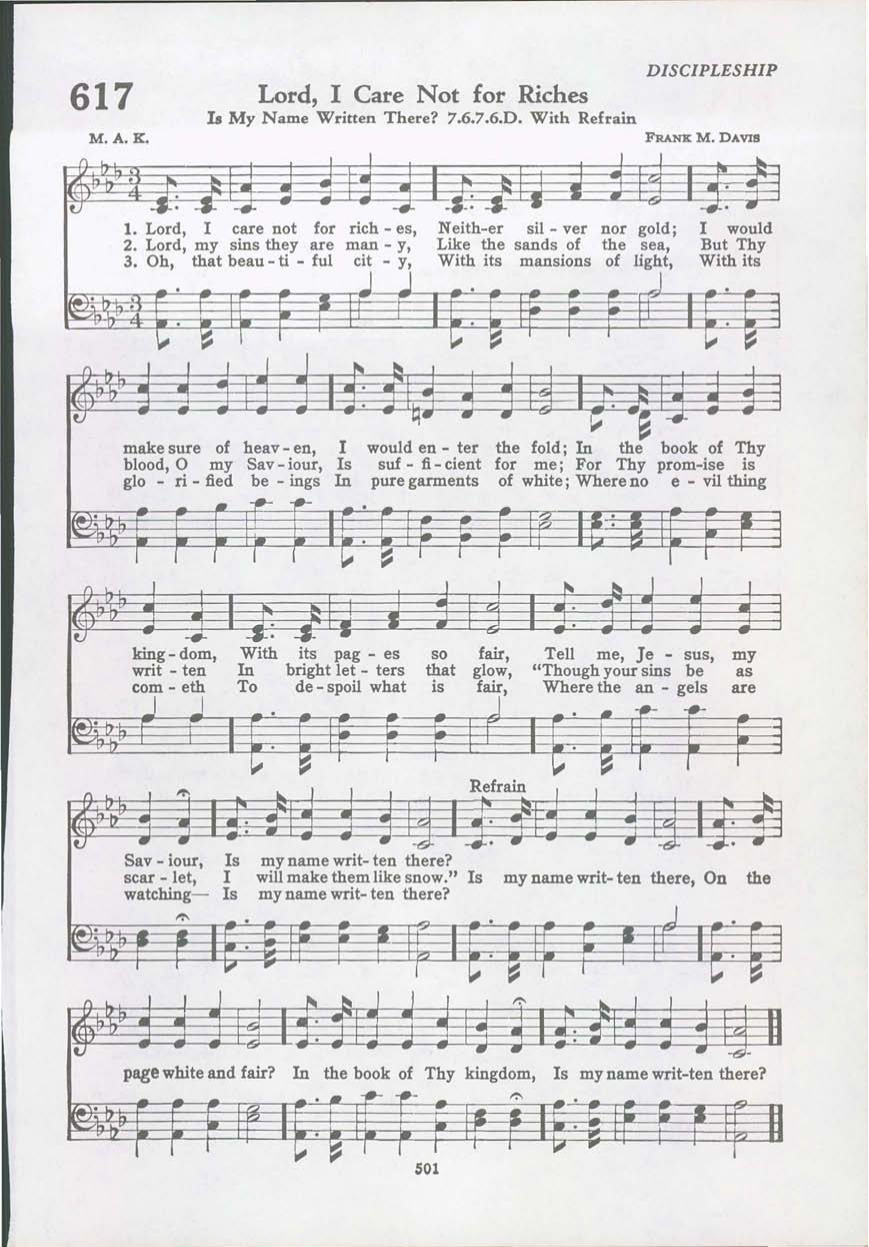 DISCIPLESHIP
617
Lord, I Care Not for Riches
Is My Name Written There? 7.6.7.6.D. With Refrain
M. A. K.
FRANK M. DAVIS
1. Lord, I care not for rich - es, Neith-er sil - ver nor gold; I would
2. Lord, my sins they are man - y, Like the sands of the sea, But Thy
3. Oh, that beau - ti - ful cit - y, With its mansions of light, With its
make sure of heav - en, I would en - ter the fold; In the book of Thy
blood, O my Sav - iour, Is suf - fi - cient for me; For Thy prom-ise is
glo - ri - fied be - ings In pure garments of white; Where no e - vil thing
king - dom, With its pag - es so fair, Tell me, Je - sus, my
writ - ten In bright let - ters that glow, “Though your sins be as
com - eth To de - spoil what is fair, Where the an - gels are
Refrain
Sav - iour, Is my name writ- ten there?
scar - let, I will make them like snow.” Is my name writ- ten there, On the
watching— Is my name writ- ten there?
page white and fair? In the book of Thy kingdom, Is my name writ-ten there?
501